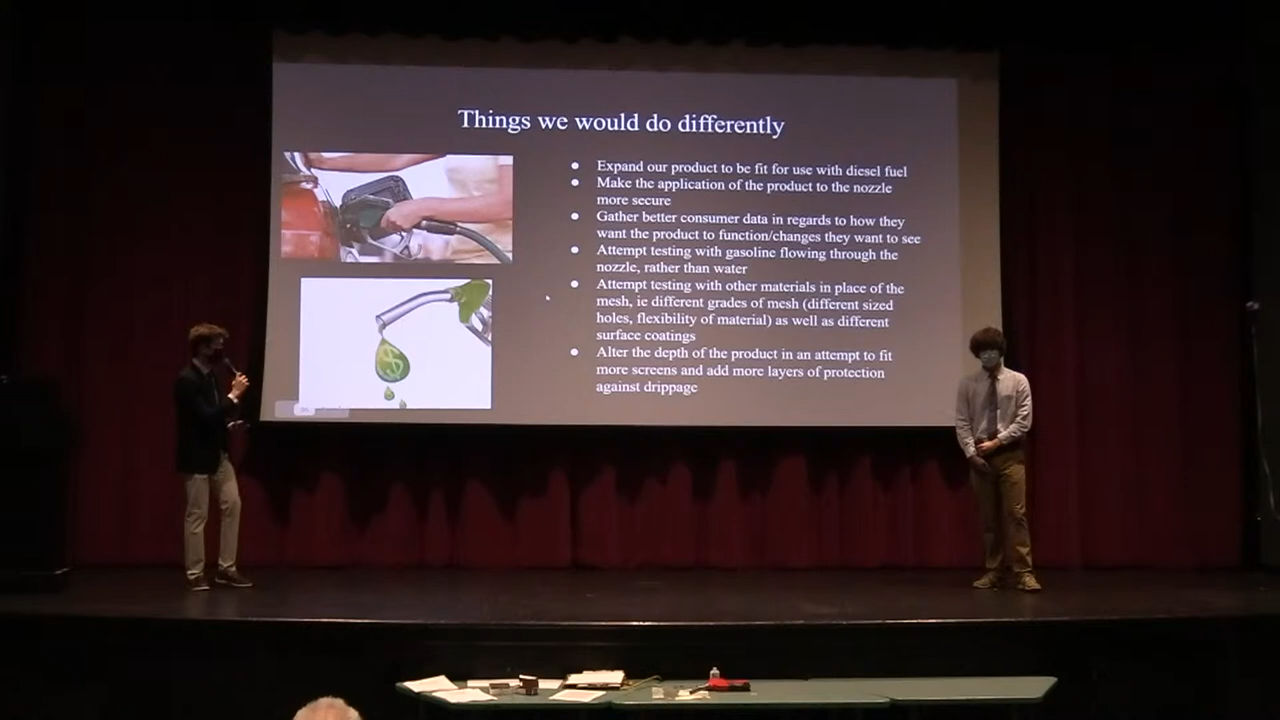 Things we would do differently
● Expand our product to be fit for use with diesel fuel
● Make the application of the product to the nozzle
more secure
● Gather better consumer data in regards to how they
want the product to function/changes they want to see
● Attempt testing with gasoline flowing through the
nozzle, rather than water
● Attempt testing with other materials in place of the
mesh, ie different grades of mesh (different sized
holes, flexibility of material) as well as different
surface coatings
● Alter the depth of the product in an attempt to fit
more screens and add more layers of protection
against drippage
$